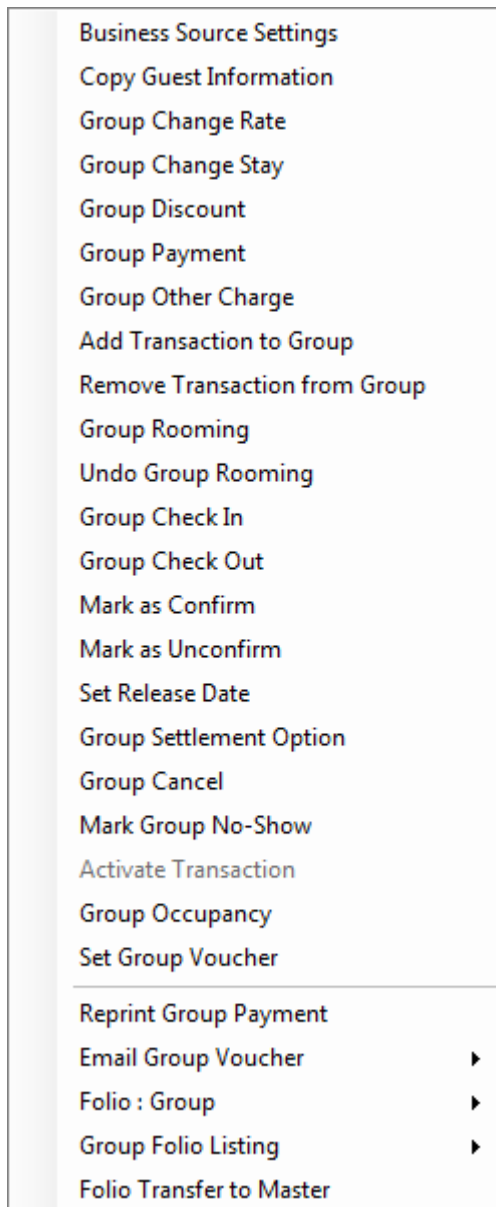 Business Source Settings
Copy Guest Information
Group Change Rate
Group Change Stay
Group Discount
Group Payment
Group Other Charge
Add Transaction to Group
Remove Transaction from Group
Group Rooming
Undo Group Rooming
Group Check In
Group Check Out
Mark as Confirm
Mark as Unconfirm
Set Release Date
Group Settlement Option
Group Cancel
Mark Group No-Show
Activate Transaction
Group Occupancy
Set Group Voucher
Reprint Group Payment
Email Group Voucher
Folio : Group
Group Folio Listing
Folio Transfer to Master